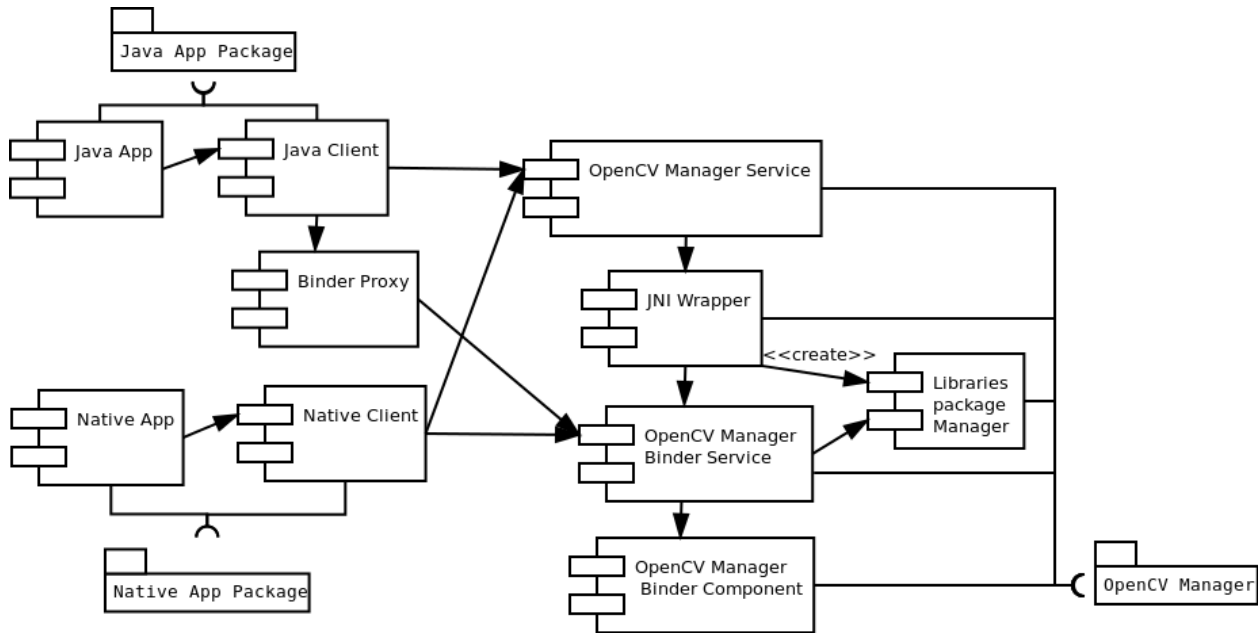 Java App Package
Java App
Java Client
OpenCV Manager Service
Binder Proxy
JNI Wrapper
<<create>>
Libraries
package
Manager
Native App
Native Client
OpenCV Manager
Binder Service
OpenCV Manager
Binder Component
Native App Package
OpenCV Manager